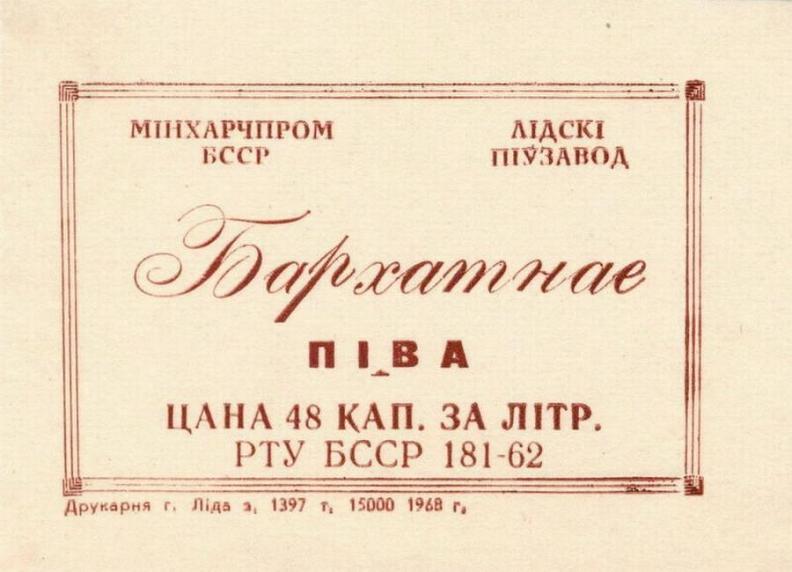 МІНХАРЧПРОМ
БССР
ЛІДСКІ
ПІЎЗАВОД
Бархатнае
ПІВА
ЦАНА 48 КАП. ЗА ЛІТР.
РТУ БССР 181-62
Друкарня г. Ліда з. 1397 т. 15000 1968 г.